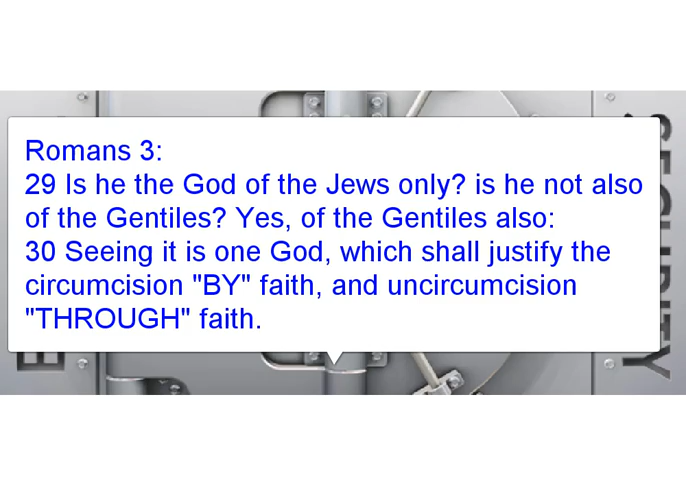 Romans 3:
29 Is he the God of the Jews only? is he not also
of the Gentiles? Yes, of the Gentiles also:
30 Seeing it is one God, which shall justify the
circumcision "BY" faith, and uncircumcision
"THROUGH" faith.
SECURITY